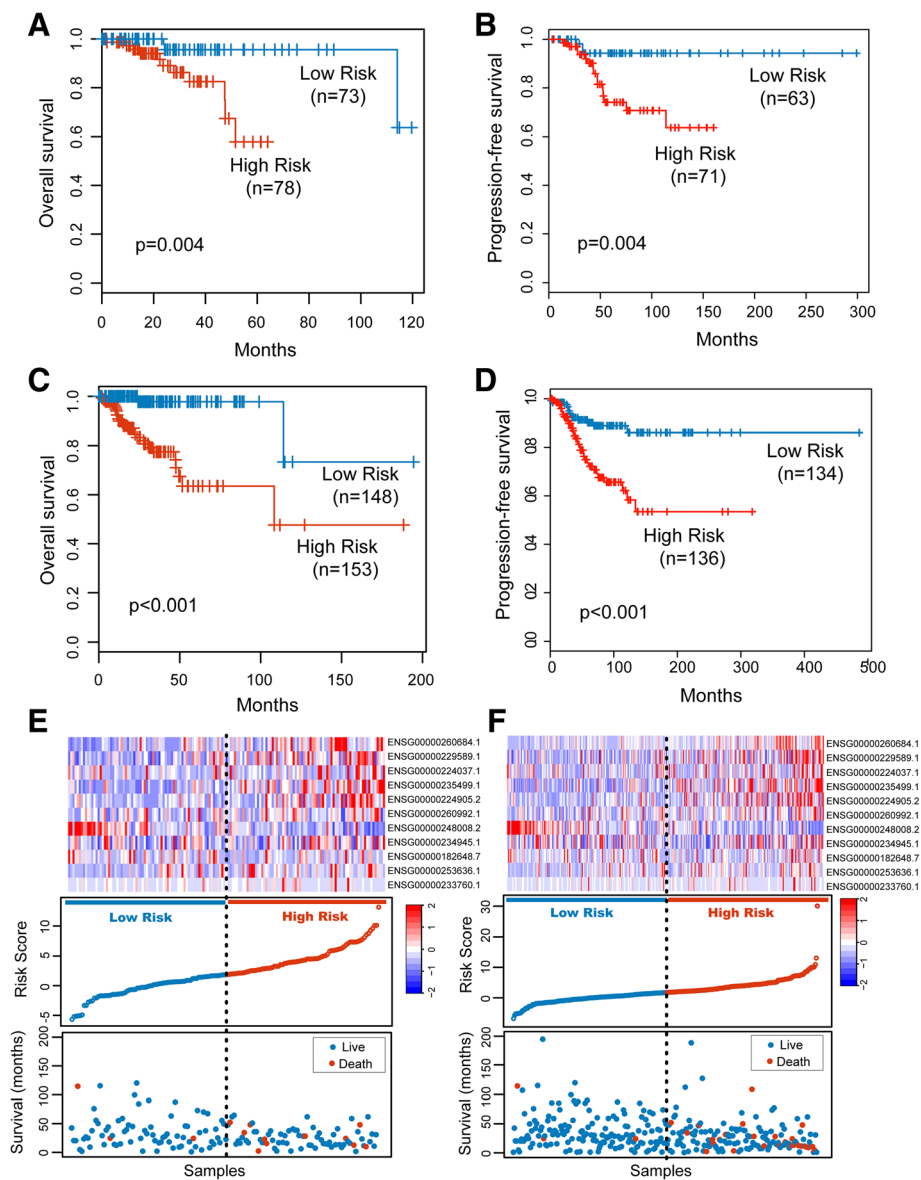 A
Overall survival
1.0
0.8
0.6
0.4
0.2
0.0
Low Risk
(n=73)
High Risk
(n=78)
p=0.004
0 20 40 60 80 100 120
Months
B
Progression-free survival
1.0
0.8
0.6
0.4
0.2
0.0
Low Risk
(n=63)
High Risk
(n=71)
p=0.004
0 50 100 150 200 250 300
Months
C
Overall survival
1.0
0.8
0.6
0.4
0.2
0.0
Low Risk
(n=148)
High Risk
(n=153)
p<0.001
0 50 100 150 200
Months
D
Progression-free survival
1.0
0.8
0.6
04
02
00
Low Risk
(n=134)
High Risk
(n=136)
p<0.001
0 100 200 300 400 500
Months
E
ENSG00000260684.1
ENSG00000229589.1
ENSG00000224037.1
ENSG00000235499.1
ENSG00000224905.2
ENSG00000260992.1
ENSG00000248008.2
ENSG00000234945.1
ENSG00000182648.7
ENSG00000253636.1
ENSG00000233760.1
Low Risk High Risk
Risk Score
10
5
0
-5
2
1
0
-1
-2
Survival (months)
200
150
100
50
0
Live
Death
Samples
F
ENSG00000260684.1
ENSG00000229589.1
ENSG00000224037.1
ENSG00000235499.1
ENSG00000224905.2
ENSG00000260992.1
ENSG00000248008.2
ENSG00000234945.1
ENSG00000182648.7
ENSG00000253636.1
ENSG00000233760.1
Low Risk High Risk
Risk Score
30
20
10
0
2
1
0
-1
-2
Survival (months)
200
150
100
50
0
Live
Death
Samples